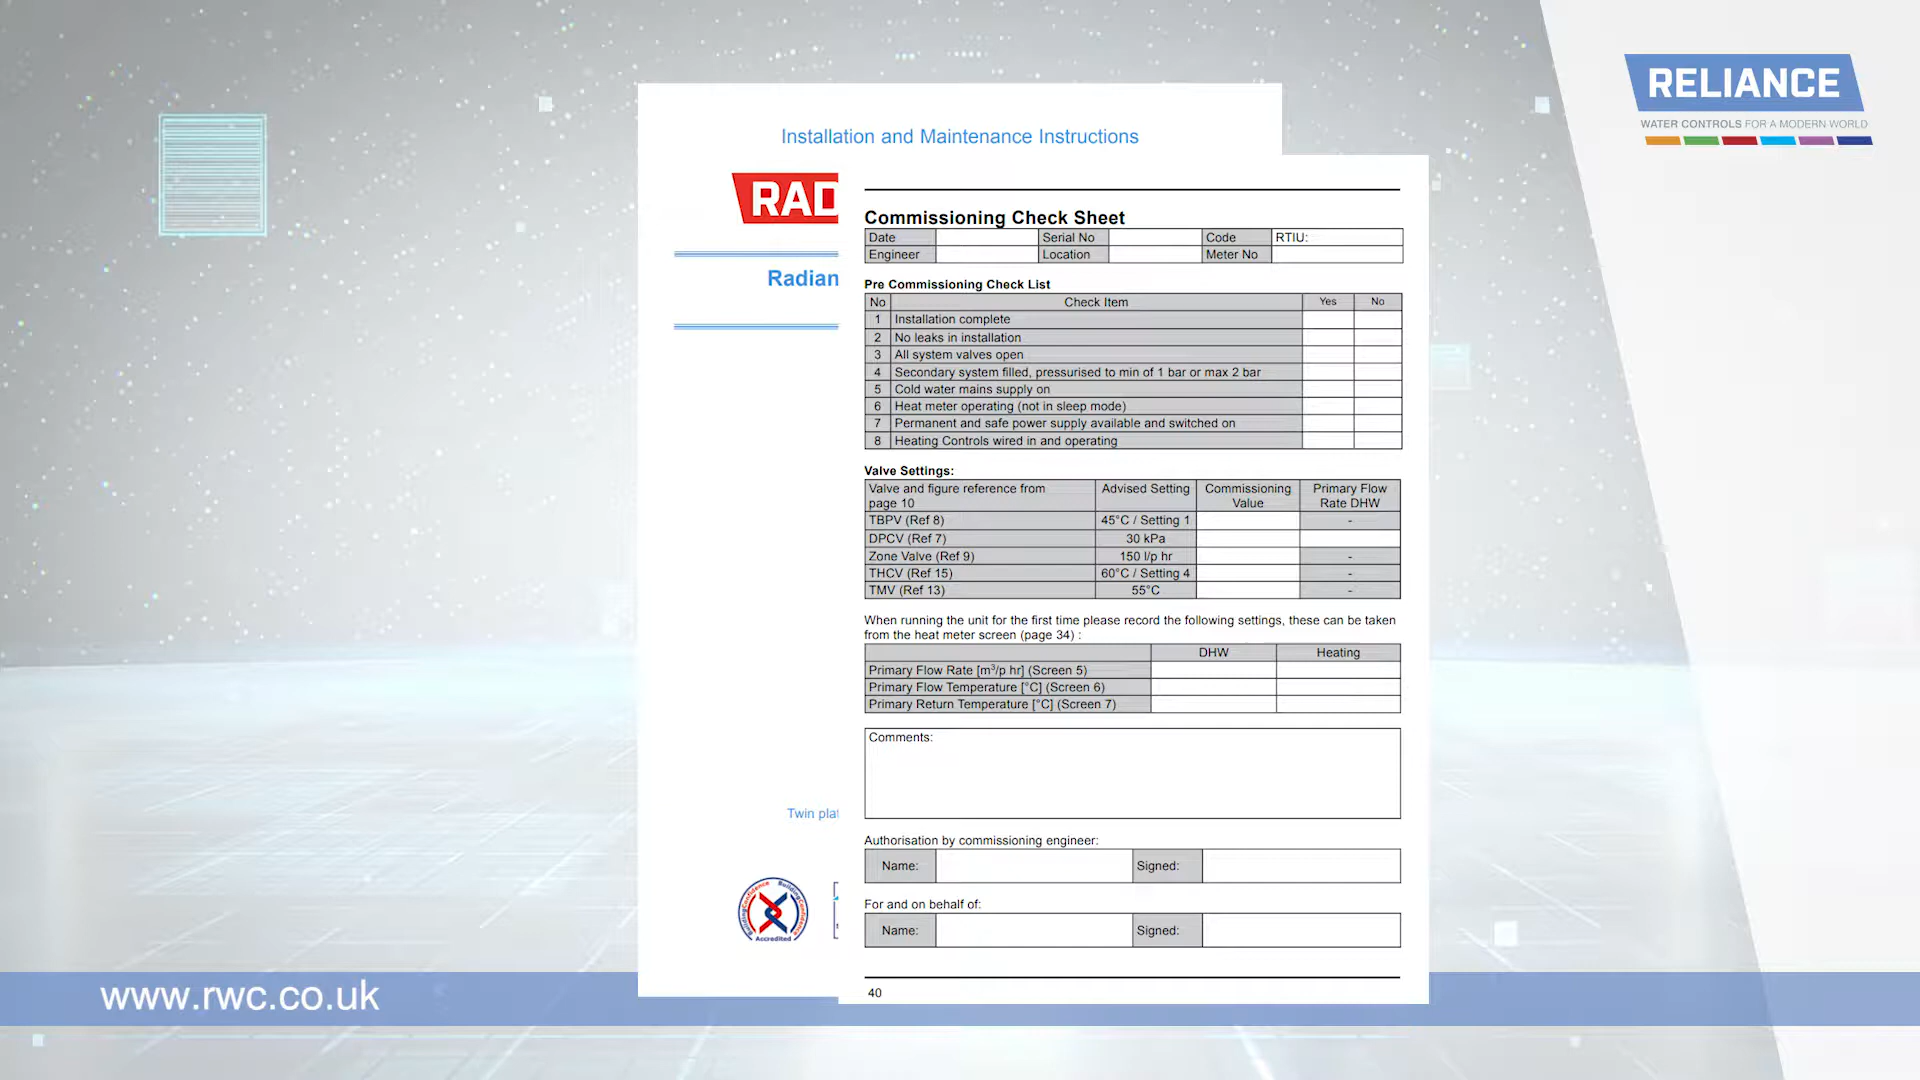 RELIANCE
WATER CONTROLS FOR A MODERN WORLD
Installation and Maintenance Instructions
Commissioning Check Sheet
Date Serial No Code RTIU:
Engineer Location Meter No
Pre Commissioning Check List
No Check Item Yes No
1 Installation complete
2 No leaks in installation
3 All system valves open
4 Secondary system filled, pressurised to min of 1 bar or max 2 bar
5 Cold water mains supply on
6 Heat meter operating (not in sleep mode)
7 Permanent and safe power supply available and switched on
8 Heating Controls wired in and operating
Valve Settings:
Valve and figure reference from page 10 Advised Setting Commissioning Value Primary Flow Rate DHW
TBPV (Ref 8) 45°C / Setting 1 -
DPCV (Ref 7) 30 kPa
Zone Valve (Ref 9) 150 l/p hr -
THCV (Ref 15) 60°C / Setting 4 -
TMV (Ref 13) 55°C -
When running the unit for the first time please record the following settings, these can be taken
from the heat meter screen (page 34) :
DHW Heating
Primary Flow Rate [m³/p hr] (Screen 5)
Primary Flow Temperature [°C] (Screen 6)
Primary Return Temperature [°C] (Screen 7)
Comments:
Authorisation by commissioning engineer:
Name: Signed:
For and on behalf of:
Name: Signed:
40
RAD
Radian
Twin plat
BuildingConfidence BuildingConfidence
Accredited
www.rwc.co.uk